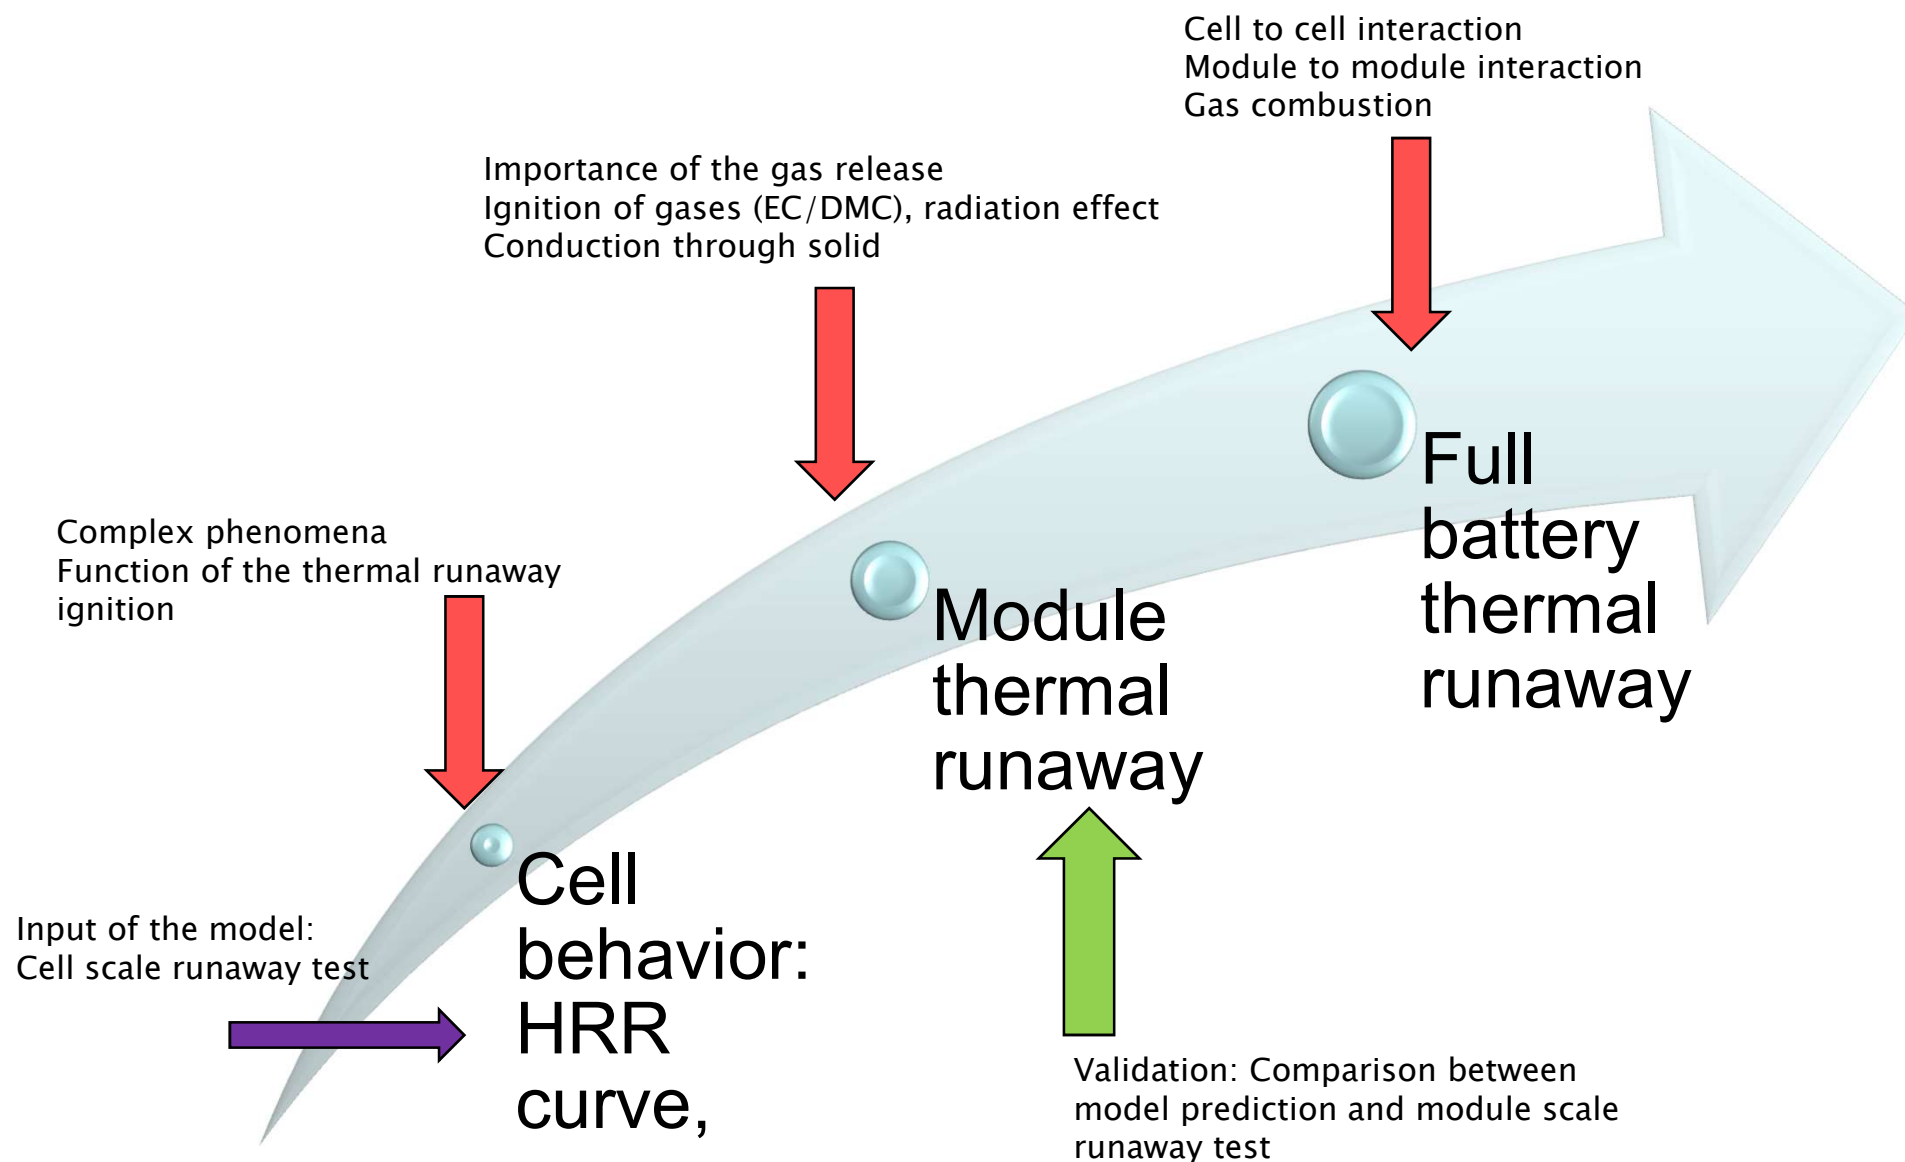 Cell to cell interaction
Module to module interaction
Gas combustion
Importance of the gas release
Ignition of gases (EC/DMC), radiation effect
Conduction through solid
Full
battery
thermal
runaway
Complex phenomena
Function of the thermal runaway
ignition
Module
thermal
runaway
Cell
behavior:
HRR
curve,
Input of the model:
Cell scale runaway test
Validation: Comparison between
model prediction and module scale
runaway test